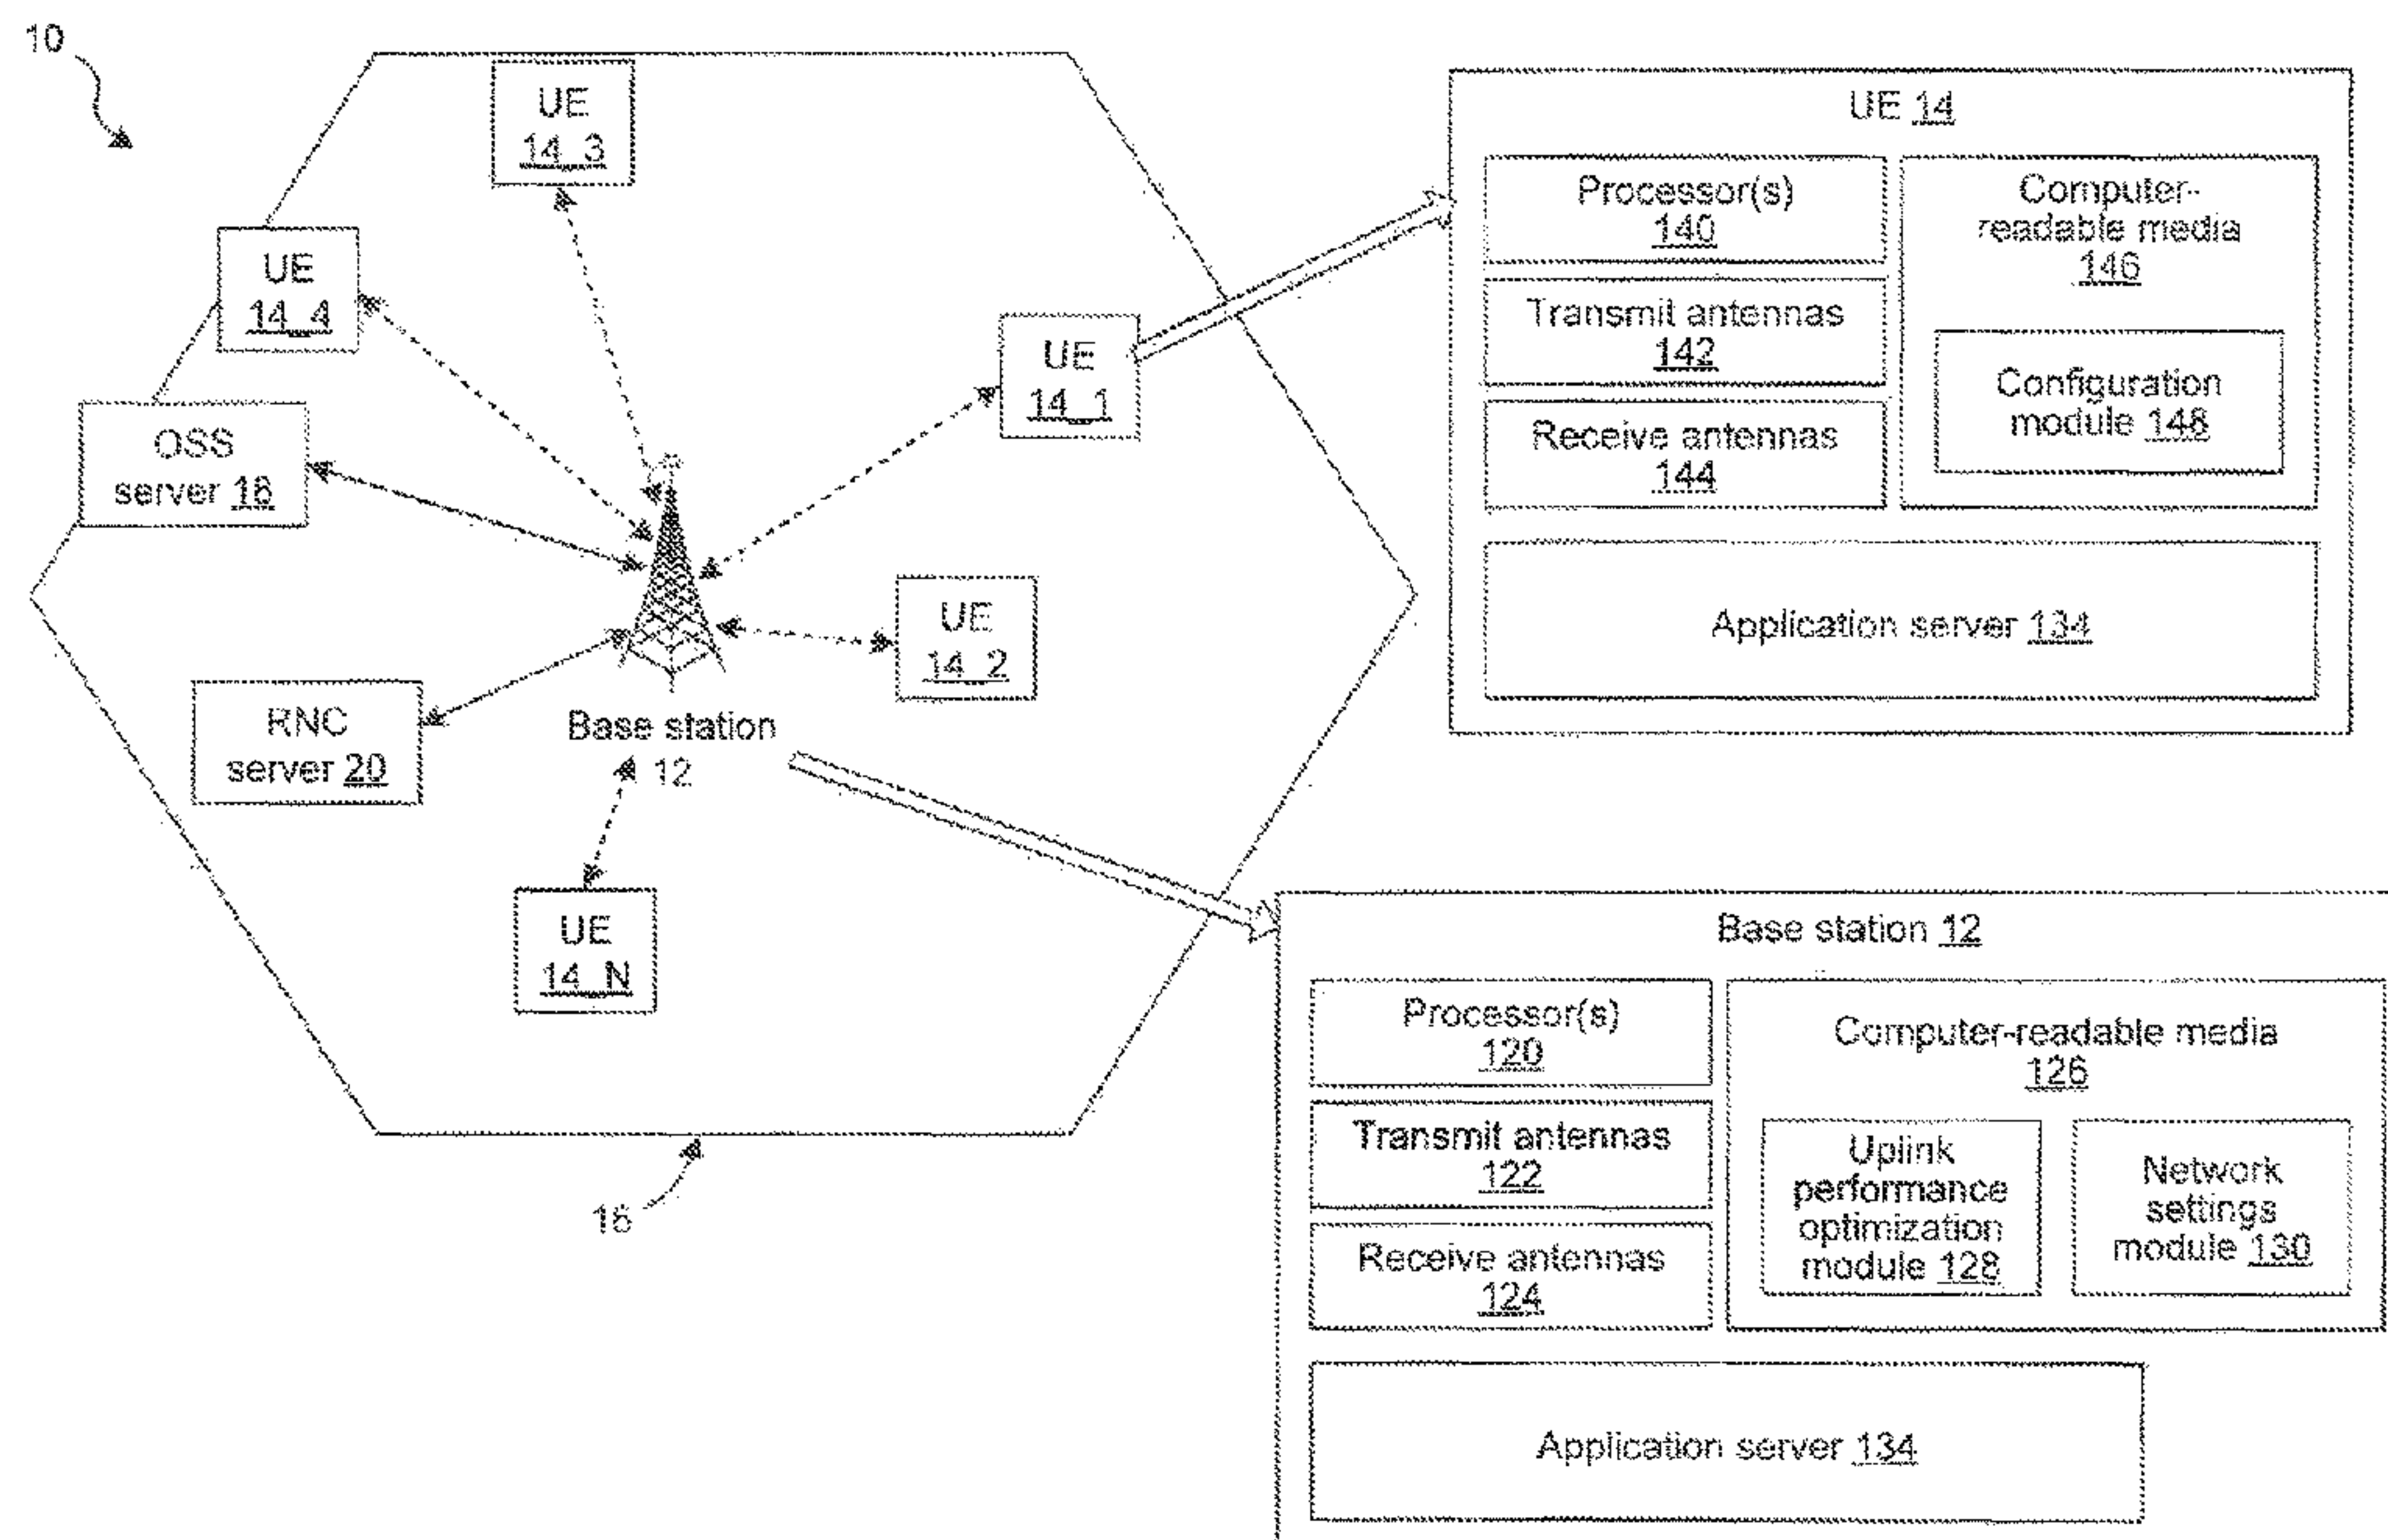 10
UE
14_3
UE
14_4
UE
14_1
OSS
server 18
UE
14_2
RNC
server 20
Base station
12
UE
14_N
16
UE 14
Processor(s)
140
Transmit antennas
142
Receive antennas
144
Computer-
readable media
146
Configuration
module 148
Application server 134
Base station 12
Processor(s)
120
Transmit antennas
122
Receive antennas
124
Computer-readable media
126
Uplink
performance
optimization
module 128
Network
settings
module 130
Application server 134